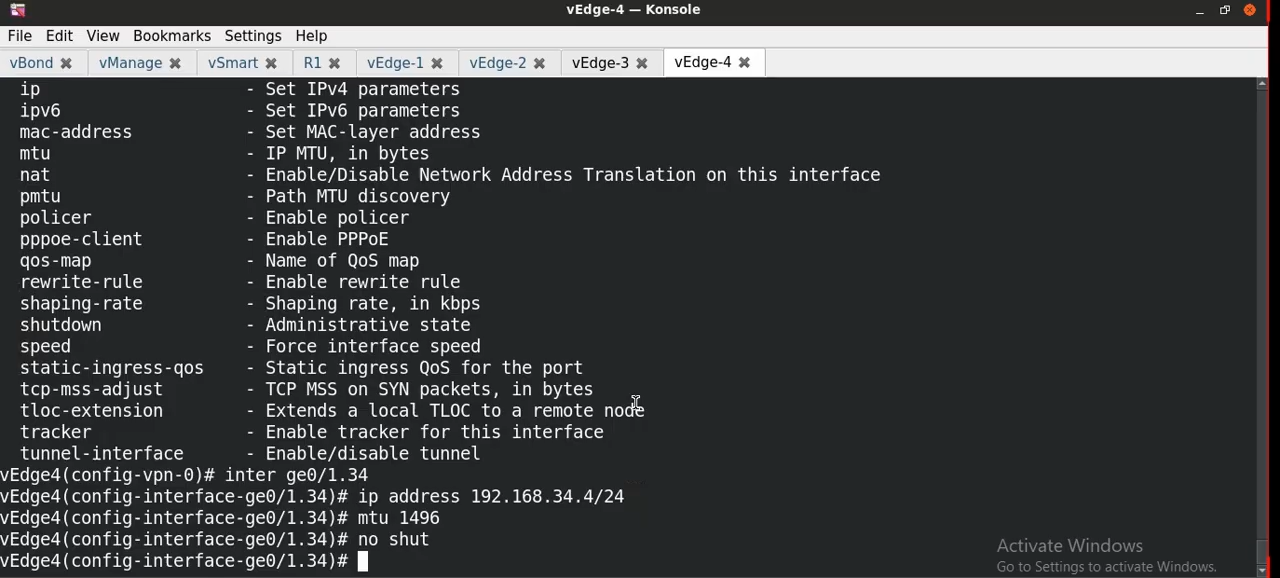 vEdge-4 — Konsole
File Edit View Bookmarks Settings Help
vBond vManage vSmart R1 vEdge-1 vEdge-2 vEdge-3 vEdge-4
ip - Set IPv4 parameters
ipv6 - Set IPv6 parameters
mac-address - Set MAC-layer address
mtu - IP MTU, in bytes
nat - Enable/Disable Network Address Translation on this interface
pmtu - Path MTU discovery
policer - Enable policer
pppoe-client - Enable PPPoE
qos-map - Name of QoS map
rewrite-rule - Enable rewrite rule
shaping-rate - Shaping rate, in kbps
shutdown - Administrative state
speed - Force interface speed
static-ingress-qos - Static ingress QoS for the port
tcp-mss-adjust - TCP MSS on SYN packets, in bytes
tloc-extension - Extends a local TLOC to a remote node
tracker - Enable tracker for this interface
tunnel-interface - Enable/disable tunnel
vEdge4(config-vpn-0)# inter ge0/1.34
vEdge4(config-interface-ge0/1.34)# ip address 192.168.34.4/24
vEdge4(config-interface-ge0/1.34)# mtu 1496
vEdge4(config-interface-ge0/1.34)# no shut
vEdge4(config-interface-ge0/1.34)#
Activate Windows
Go to Settings to activate Windows.